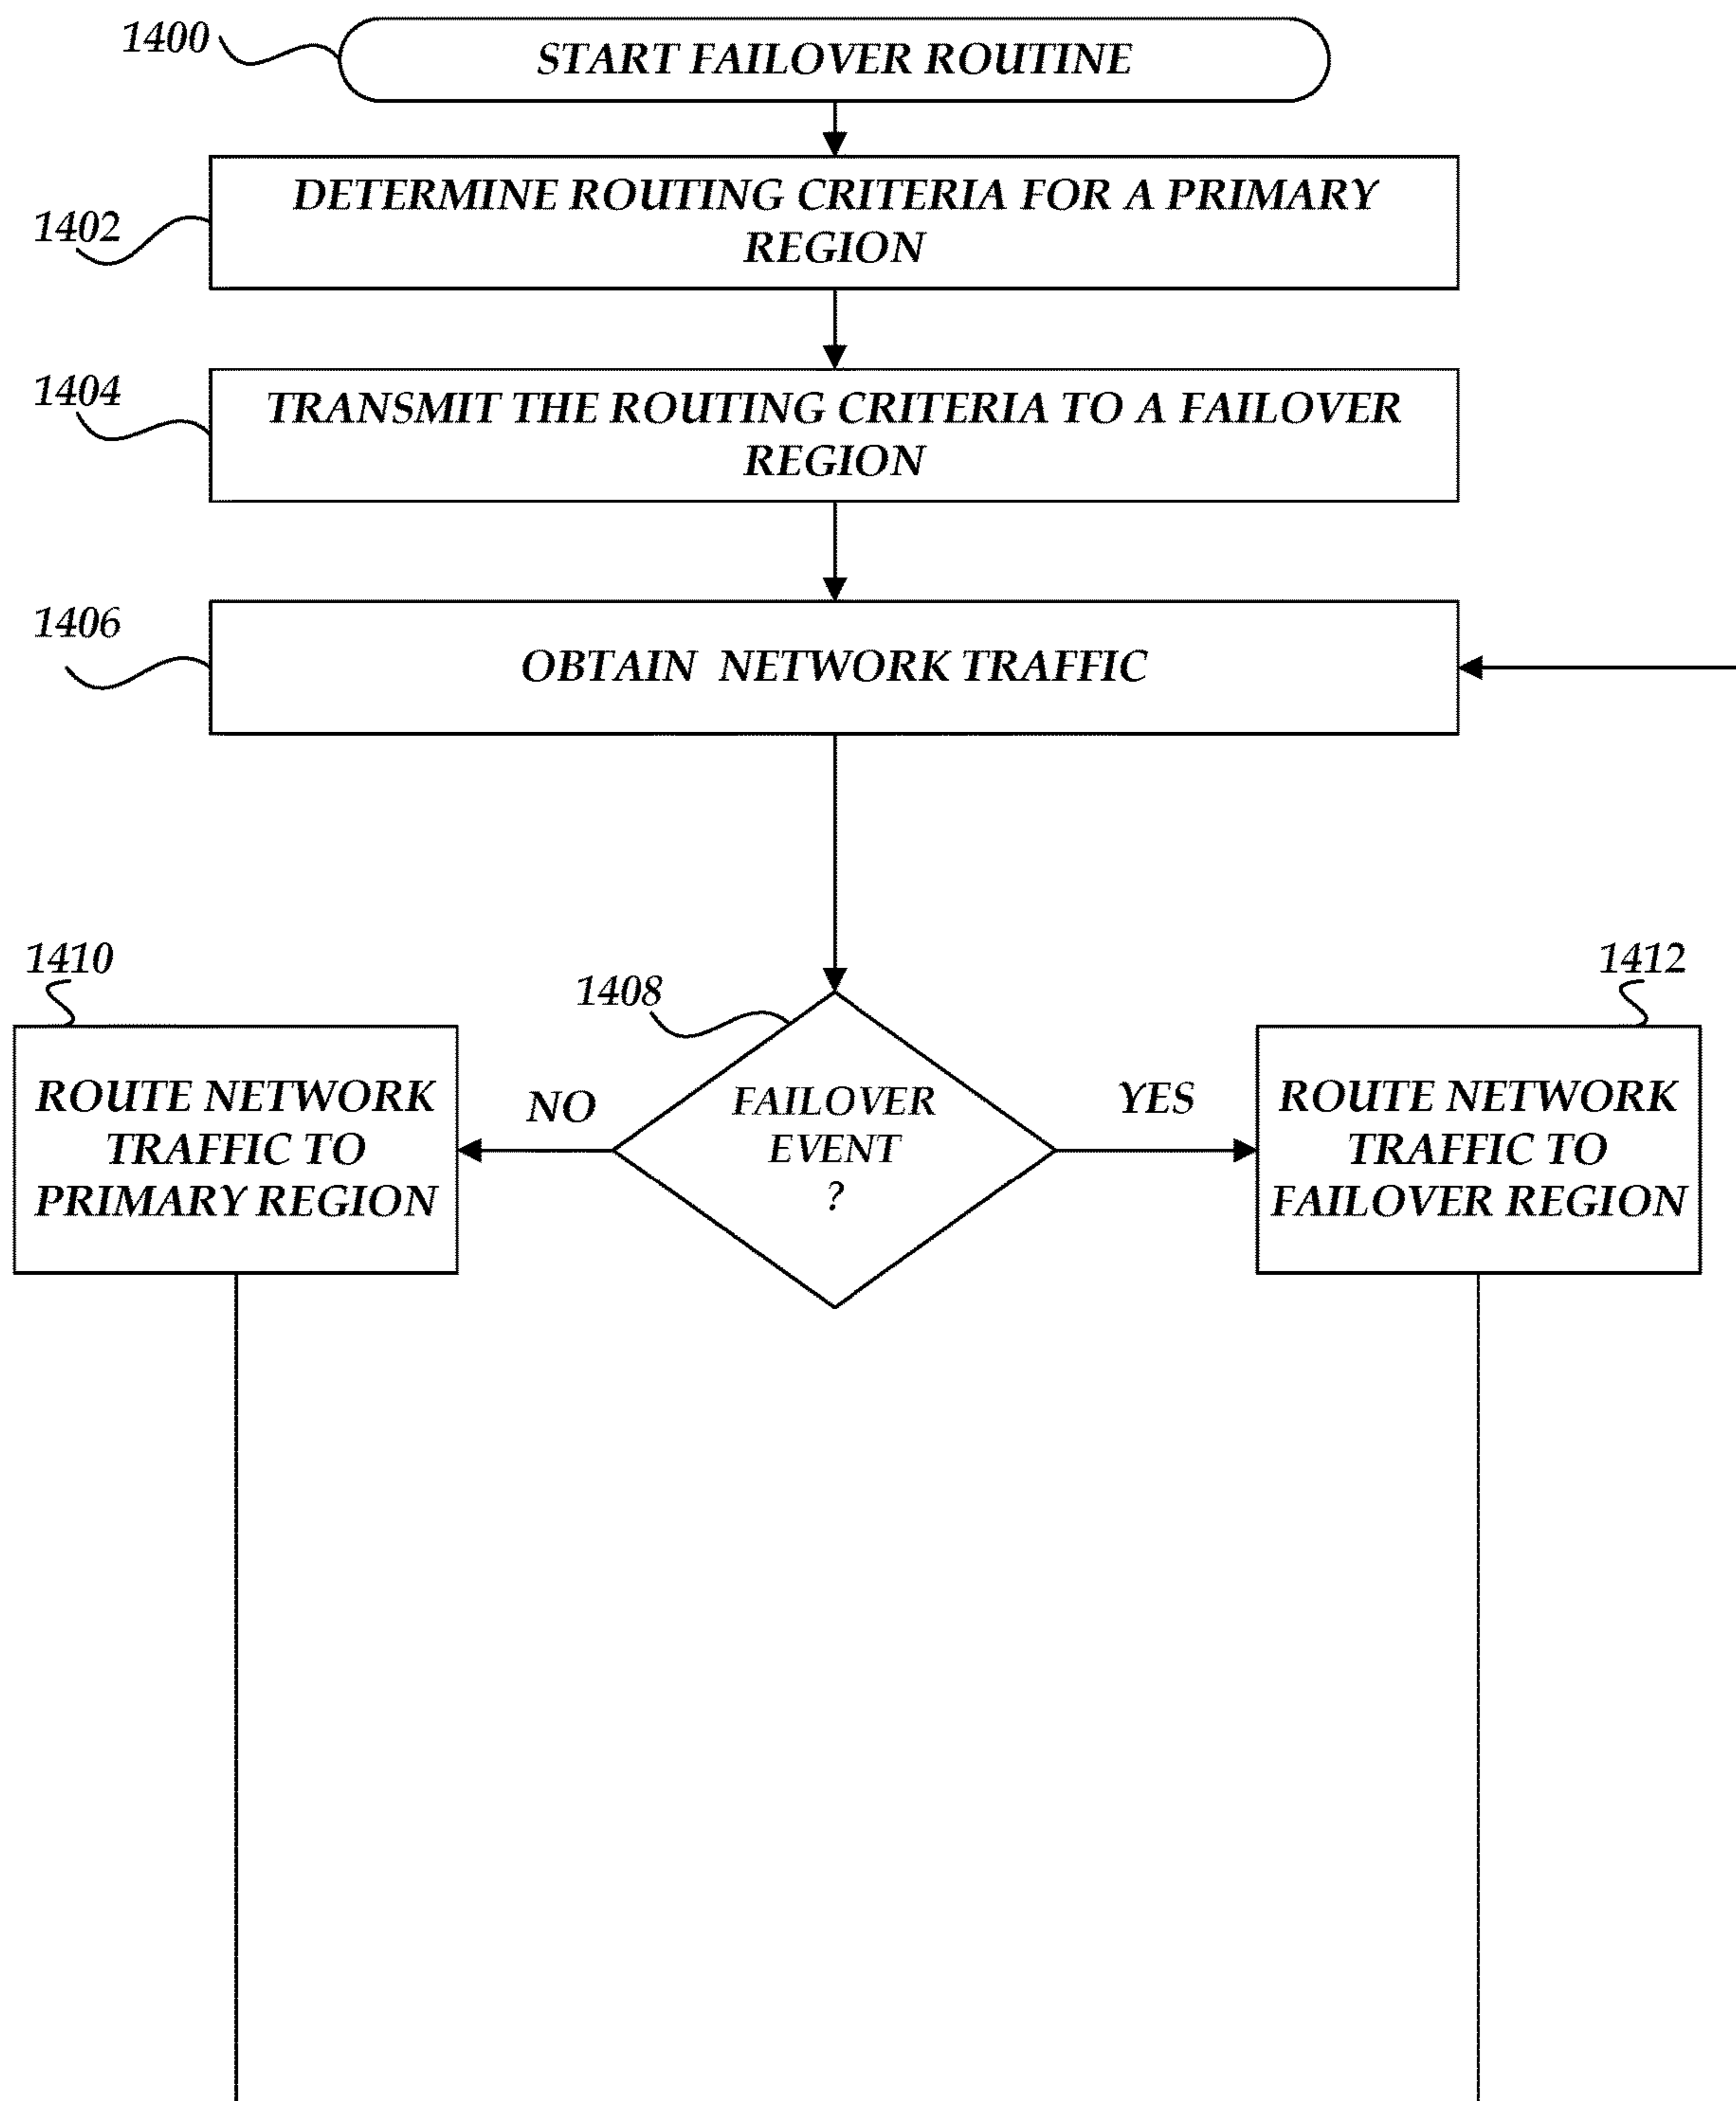 1400
START FAILOVER ROUTINE
1402
DETERMINE ROUTING CRITERIA FOR A PRIMARY
REGION
1404
TRANSMIT THE ROUTING CRITERIA TO A FAILOVER
REGION
1406
OBTAIN NETWORK TRAFFIC
1410
1408
1412
ROUTE NETWORK
TRAFFIC TO
PRIMARY REGION
NO
FAILOVER
EVENT
?
YES
ROUTE NETWORK
TRAFFIC TO
FAILOVER REGION